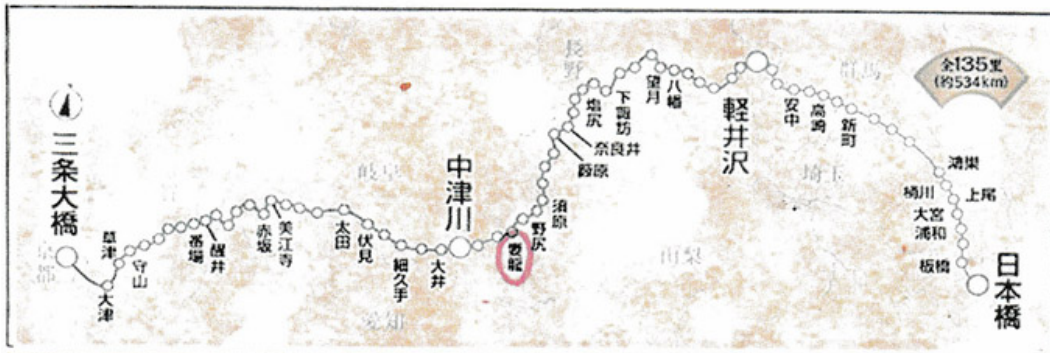 全135里
(約534km)
三条大橋
京都
大津
草津
守山
番場
醒井
赤坂
美江寺
岐阜
太田
伏見
細久手
大井
愛知
中津川
妻籠
野尻
須原
薮原
奈良井
塩尻
長野
下諏訪
望月
八幡
軽井沢
山梨
群馬
安中
高崎
新町
埼玉
鴻巣
桶川
上尾
大宮
浦和
板橋
日本橋